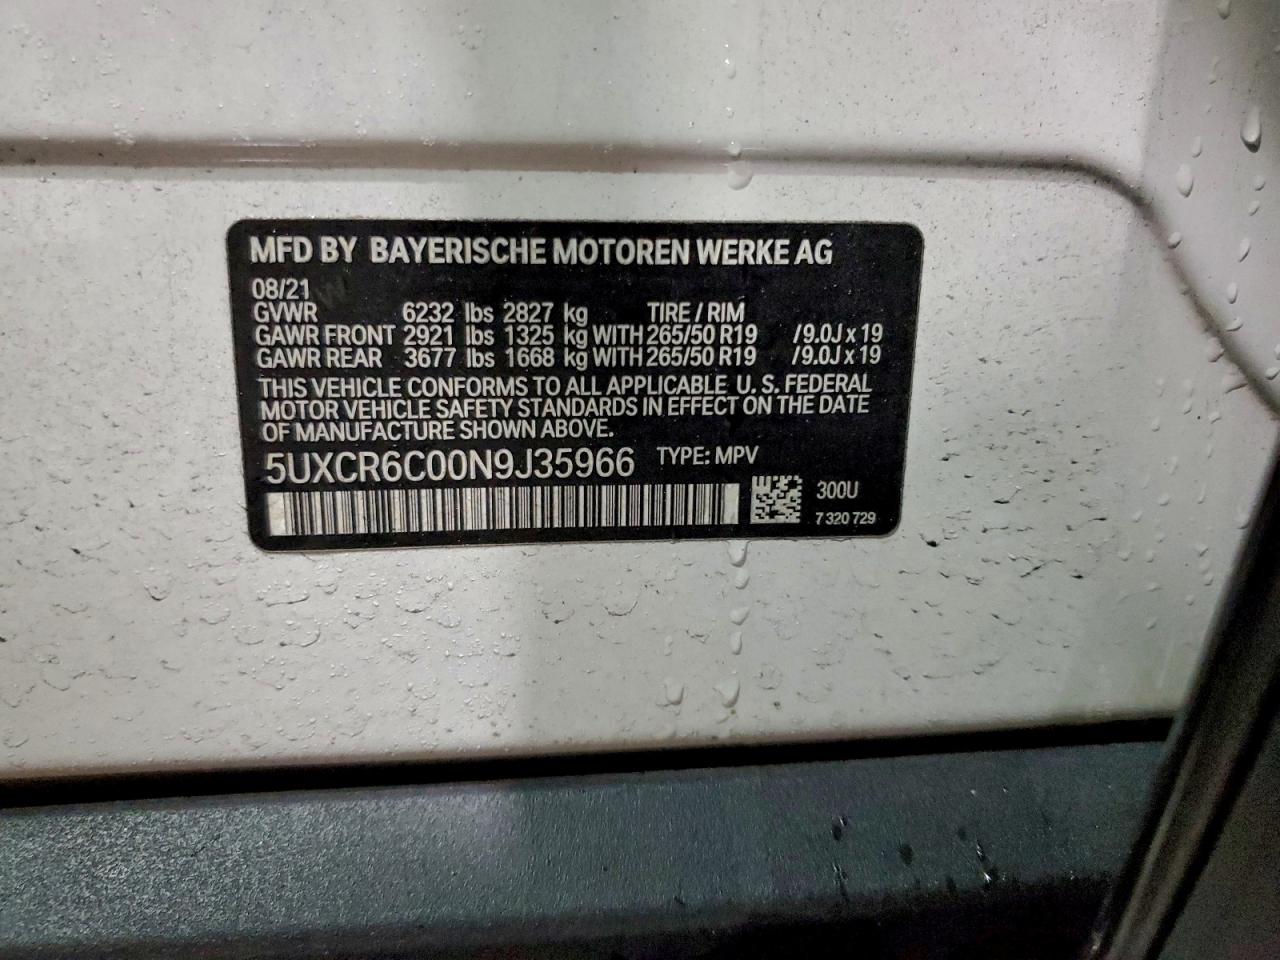 MFD BY BAYERISCHE MOTOREN WERKE AG
08/21
GVWR 6232 lbs 2827 kg TIRE / RIM
GAWR FRONT 2921 lbs 1325 kg WITH 265/50 R19 /9.0J x 19
GAWR REAR 3677 lbs 1668 kg WITH 265/50 R19 /9.0J x 19
THIS VEHICLE CONFORMS TO ALL APPLICABLE U. S. FEDERAL
MOTOR VEHICLE SAFETY STANDARDS IN EFFECT ON THE DATE
OF MANUFACTURE SHOWN ABOVE.
5UXCR6C00N9J35966 TYPE: MPV
300U
7 320 729